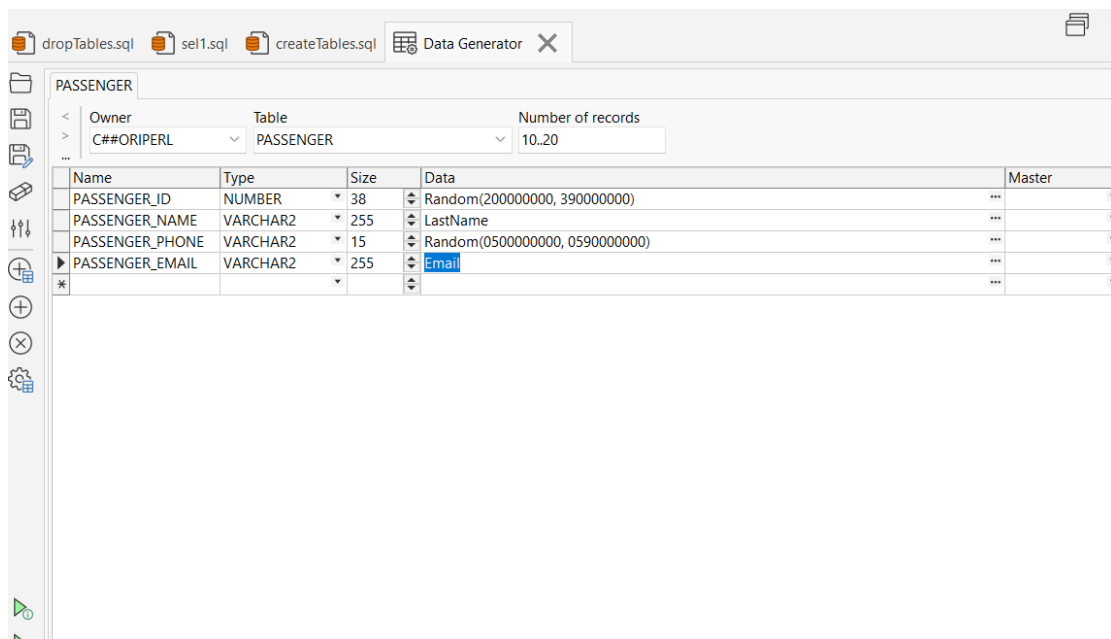 dropTables.sql sel1.sql createTables.sql Data Generator
PASSENGER
< Owner Table Number of records
> C##ORIPERL PASSENGER 10..20
...
Name Type Size Data Master
PASSENGER_ID NUMBER 38 Random(200000000, 390000000) ...
PASSENGER_NAME VARCHAR2 255 LastName ...
PASSENGER_PHONE VARCHAR2 15 Random(0500000000, 0590000000) ...
PASSENGER_EMAIL VARCHAR2 255 Email ...
* ...